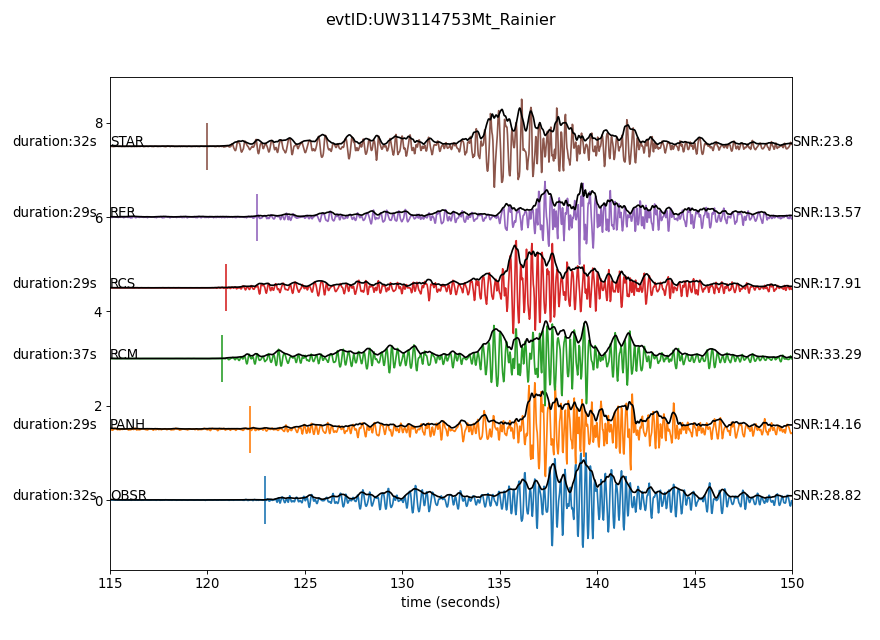 evtID:UW3114753Mt_Rainier
8
duration:32s STAR SNR:23.8
duration:29s RER SNR:13.57
6
duration:29s RCS SNR:17.91
4
duration:37s RCM SNR:33.29
2
duration:29s PANH SNR:14.16
duration:32s OBSR SNR:28.82
0
115 120 125 130 135 140 145 150
time (seconds)